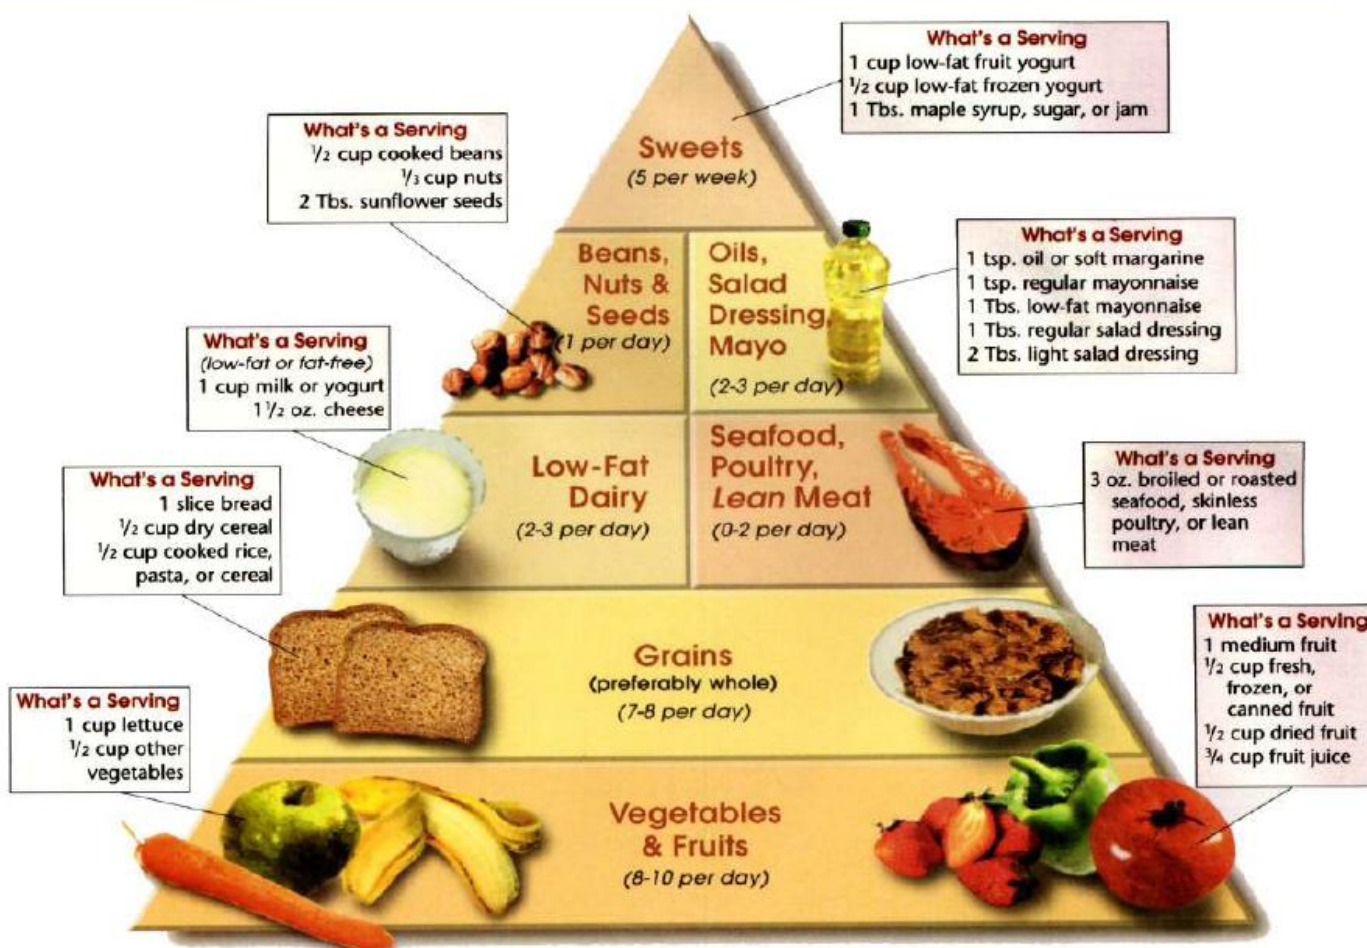 What's a Serving
1 cup low-fat fruit yogurt
1/2 cup low-fat frozen yogurt
1 Tbs. maple syrup, sugar, or jam
What's a Serving
1/2 cup cooked beans
1/3 cup nuts
2 Tbs. sunflower seeds
Sweets
(5 per week)
Beans,
Nuts &
Seeds
(1 per day)
Oils,
Salad
Dressing,
Mayo
(2-3 per day)
What's a Serving
1 tsp. oil or soft margarine
1 tsp. regular mayonnaise
1 Tbs. low-fat mayonnaise
1 Tbs. regular salad dressing
2 Tbs. light salad dressing
What's a Serving
(low-fat or fat-free)
1 cup milk or yogurt
1 1/2 oz. cheese
Low-Fat
Dairy
(2-3 per day)
Seafood,
Poultry,
Lean Meat
(0-2 per day)
What's a Serving
3 oz. broiled or roasted
seafood, skinless
poultry, or lean
meat
What's a Serving
1 slice bread
1/2 cup dry cereal
1/2 cup cooked rice,
pasta, or cereal
Grains
(preferably whole)
(7-8 per day)
What's a Serving
1 medium fruit
1/2 cup fresh,
frozen, or
canned fruit
1/2 cup dried fruit
3/4 cup fruit juice
What's a Serving
1 cup lettuce
1/2 cup other
vegetables
Vegetables
& Fruits
(8-10 per day)